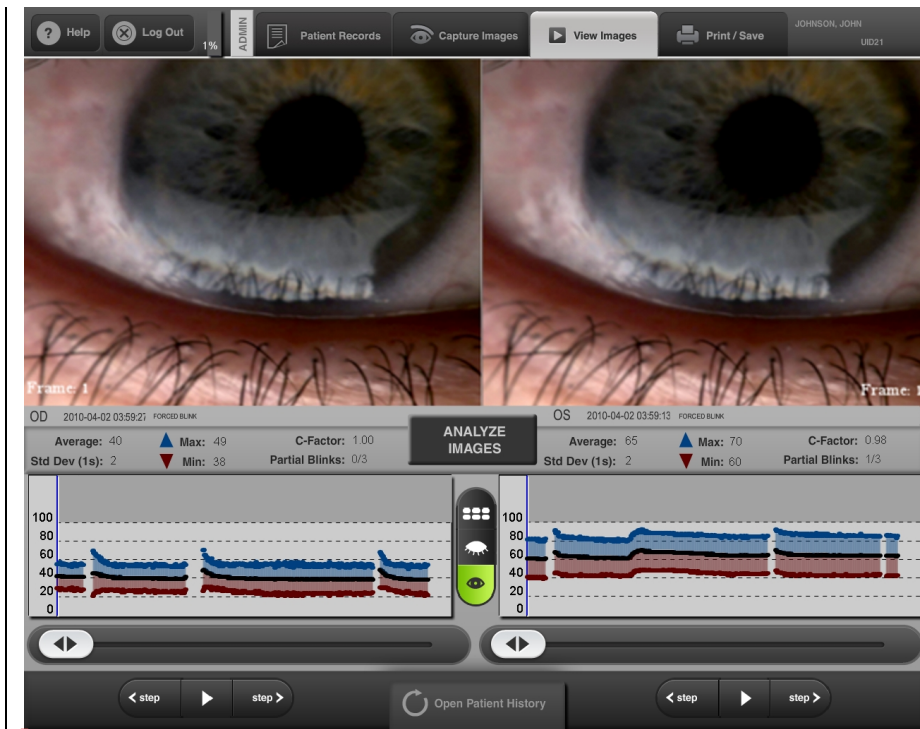 ? Help
Log Out
1%
ADMIN
Patient Records
Capture Images
View Images
Print / Save
JOHNSON, JOHN
UID21
Frame: 1
Frame: 1
OD 2010-04-02 03:59:27 FORCED BLINK
OS 2010-04-02 03:59:13 FORCED BLINK
ANALYZE
IMAGES
Average: 40
Max: 49
C-Factor: 1.00
Std Dev (1s): 2
Min: 38
Partial Blinks: 0/3
Average: 65
Max: 70
C-Factor: 0.98
Std Dev (1s): 2
Min: 60
Partial Blinks: 1/3
100
80
60
40
20
0
100
80
60
40
20
0
< step
step >
Open Patient History
< step
step >